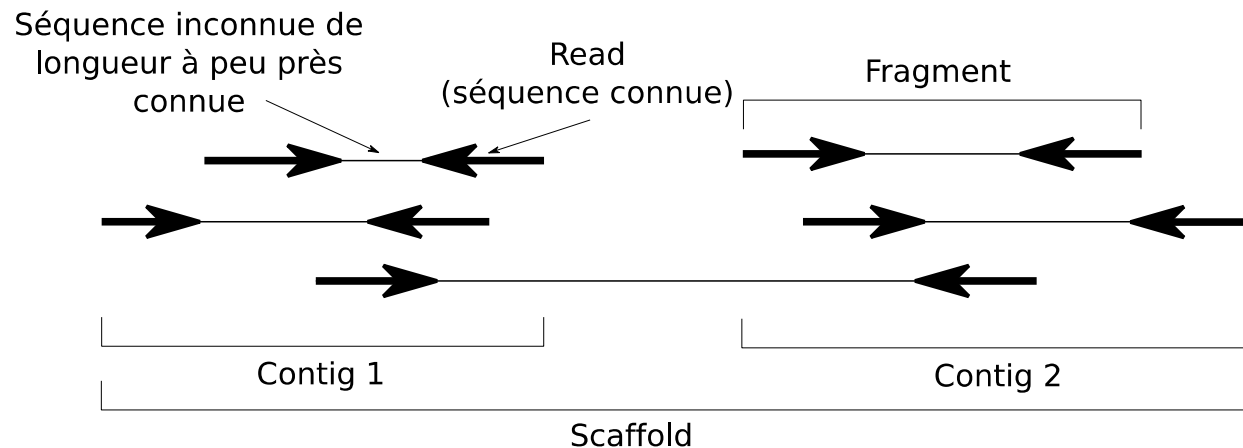 Séquence inconnue de
longueur à peu près
connue
Read
(séquence connue)
Fragment
Contig 1
Contig 2
Scaffold